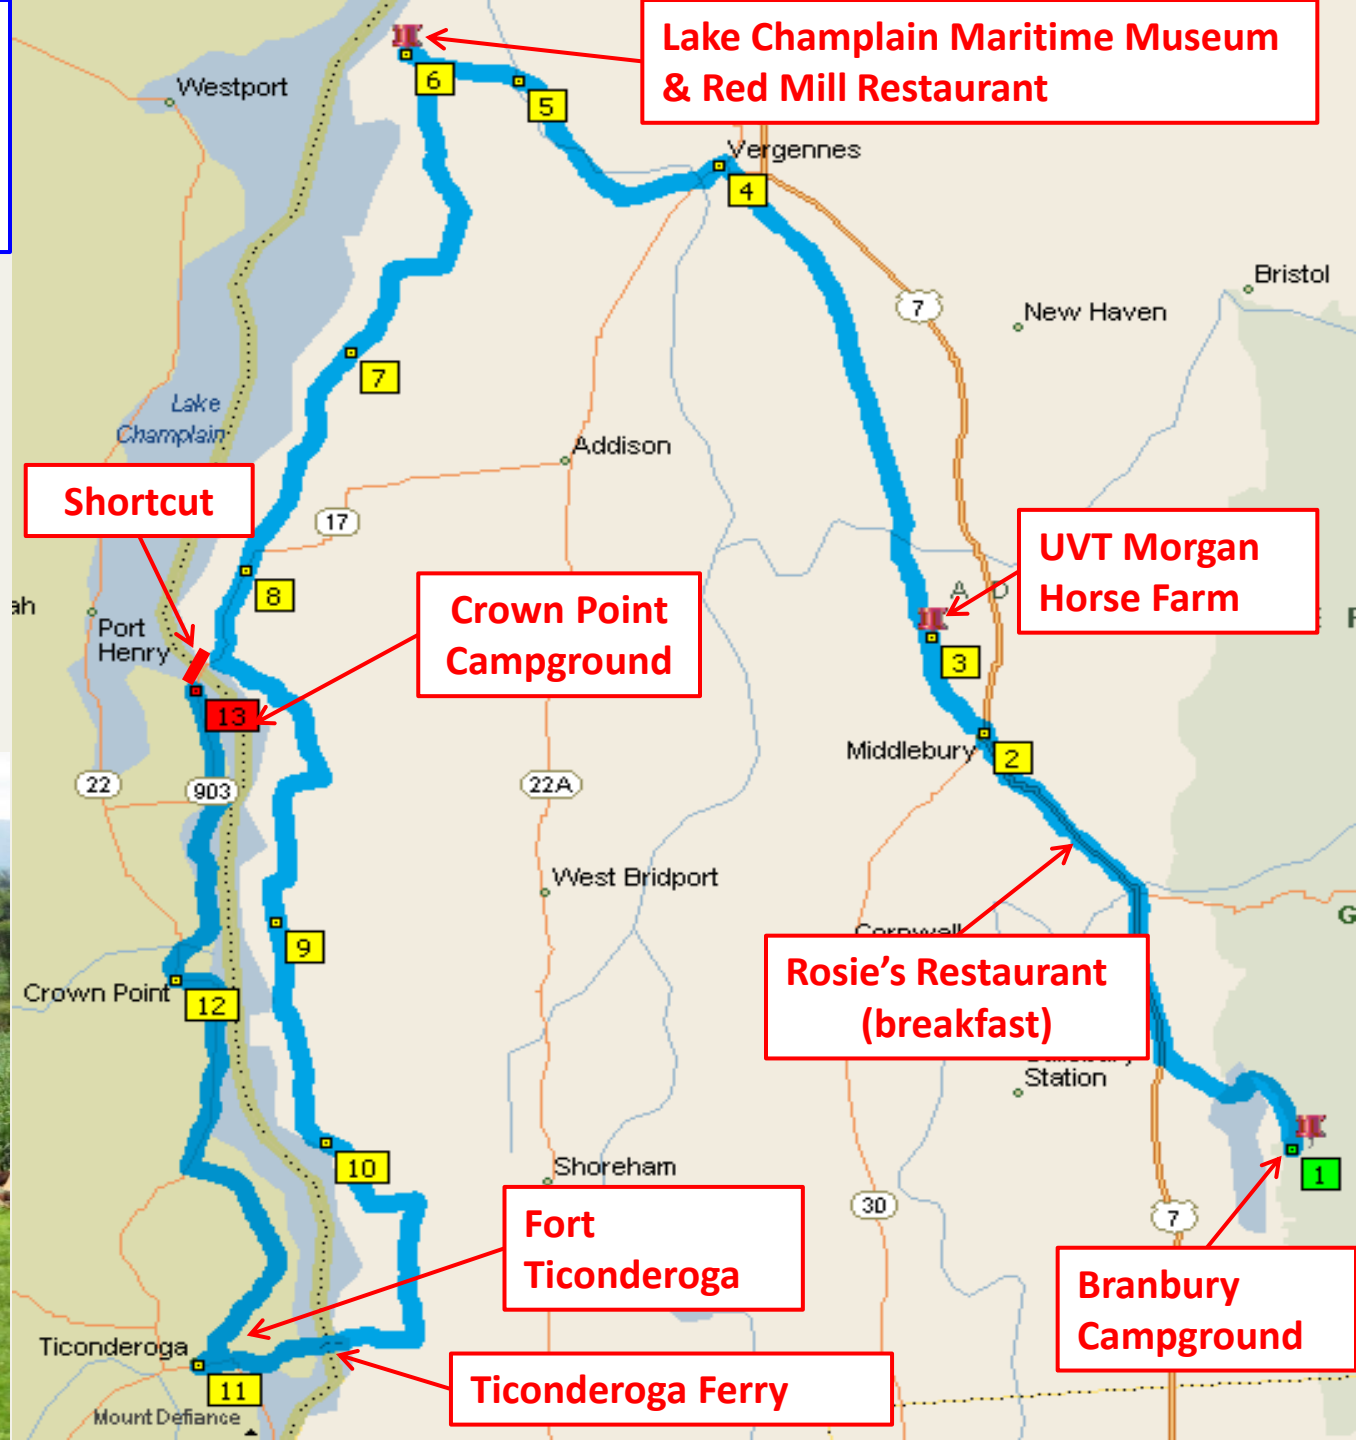 Lake Champlain Maritime Museum
& Red Mill Restaurant
6
5
Westport
Vergennes
4
Bristol
7
New Haven
7
Lake
Champlain
Addison
Shortcut
17
UVT Morgan
Horse Farm
8
Crown Point
Campground
A D
Port
Henry
3
13
Middlebury
2
22
903
22A
West Bridport
9
Cornwall
G
Rosie’s Restaurant
(breakfast)
Crown Point
12
Station
10
Shoreham
1
30
7
Fort
Ticonderoga
Branbury
Campground
Ticonderoga
11
Ticonderoga Ferry
Mount Defiance